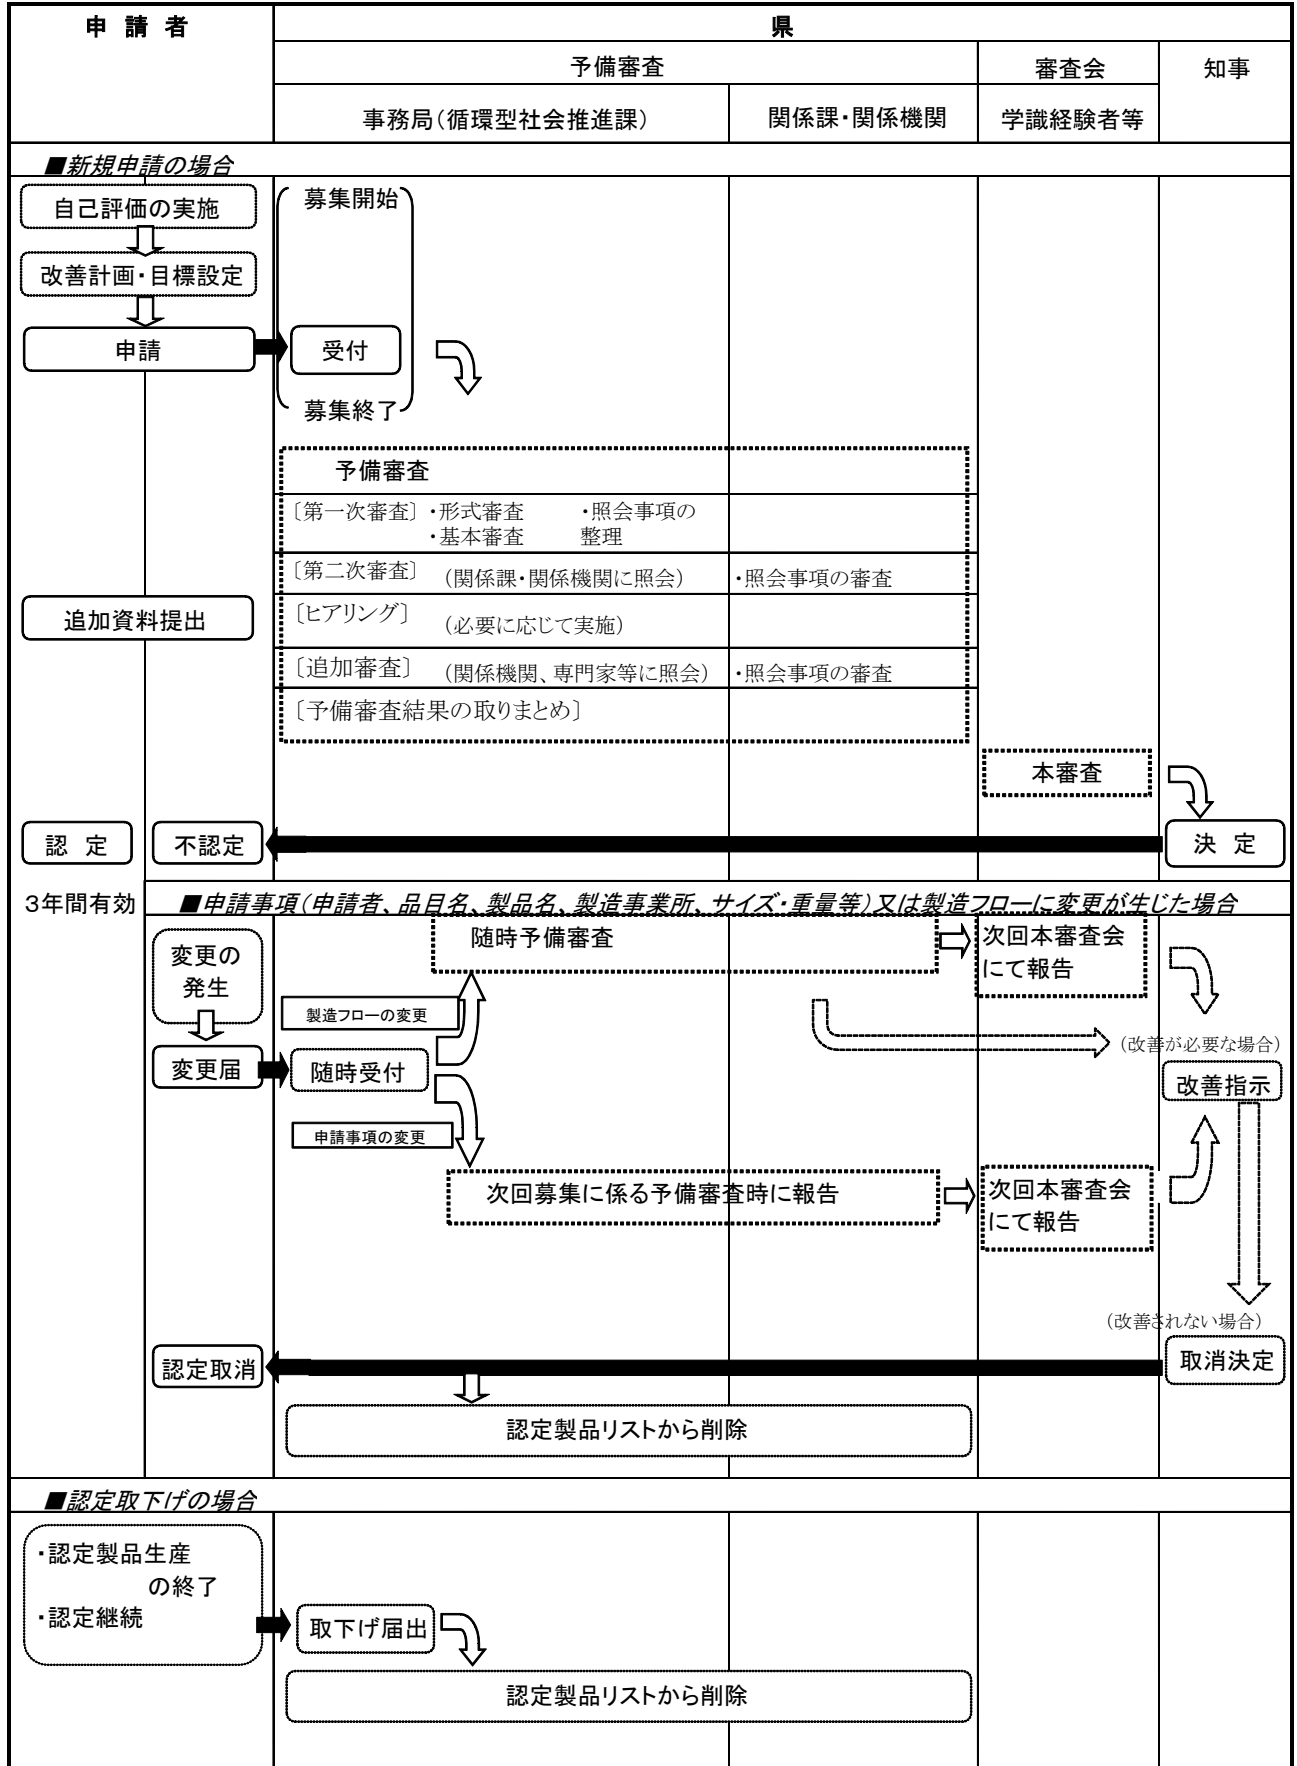 申 請 者
県
予備審査
審査会
知事
事務局（循環型社会推進課）
関係課・関係機関
学識経験者等
■新規申請の場合
自己評価の実施
募集開始
改善計画・目標設定
申請
受付
募集終了
予備審査
〔第一次審査〕・形式審査 ・照会事項の
・基本審査 整理
〔第二次審査〕 （関係課・関係機関に照会） ・照会事項の審査
追加資料提出
〔ヒアリング〕 （必要に応じて実施）
〔追加審査〕 （関係機関、専門家等に照会） ・照会事項の審査
〔予備審査結果の取りまとめ〕
本審査
認 定
不認定
決 定
3年間有効
■申請事項（申請者、品目名、製品名、製造事業所、サイズ・重量等）又は製造フローに変更が生じた場合
変更の
発生
随時予備審査
次回本審査会
にて報告
製造フローの変更
（改善が必要な場合）
変更届
随時受付
改善指示
申請事項の変更
次回募集に係る予備審査時に報告
次回本審査会
にて報告
（改善されない場合）
認定取消
取消決定
認定製品リストから削除
■認定取下げの場合
・認定製品生産
の終了
・認定継続
取下げ届出
認定製品リストから削除